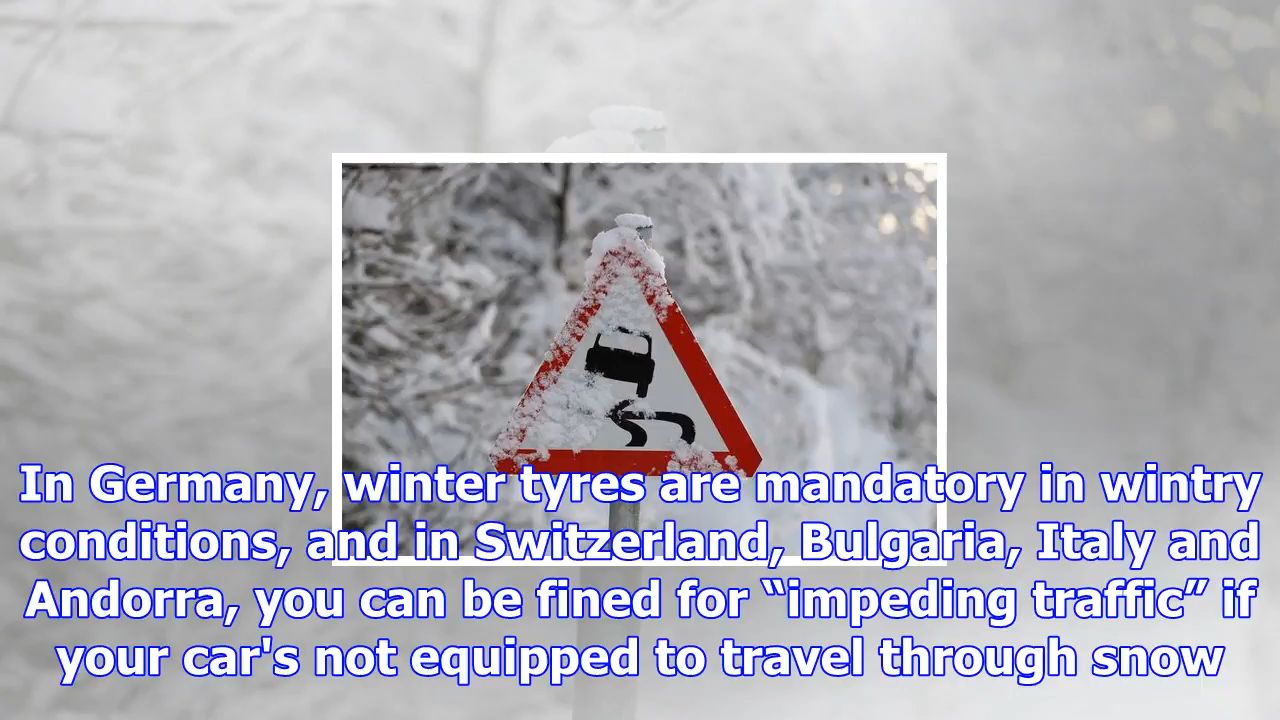 In Germany, winter tyres are mandatory in wintry
conditions, and in Switzerland, Bulgaria, Italy and
Andorra, you can be fined for “impeding traffic” if
your car's not equipped to travel through snow